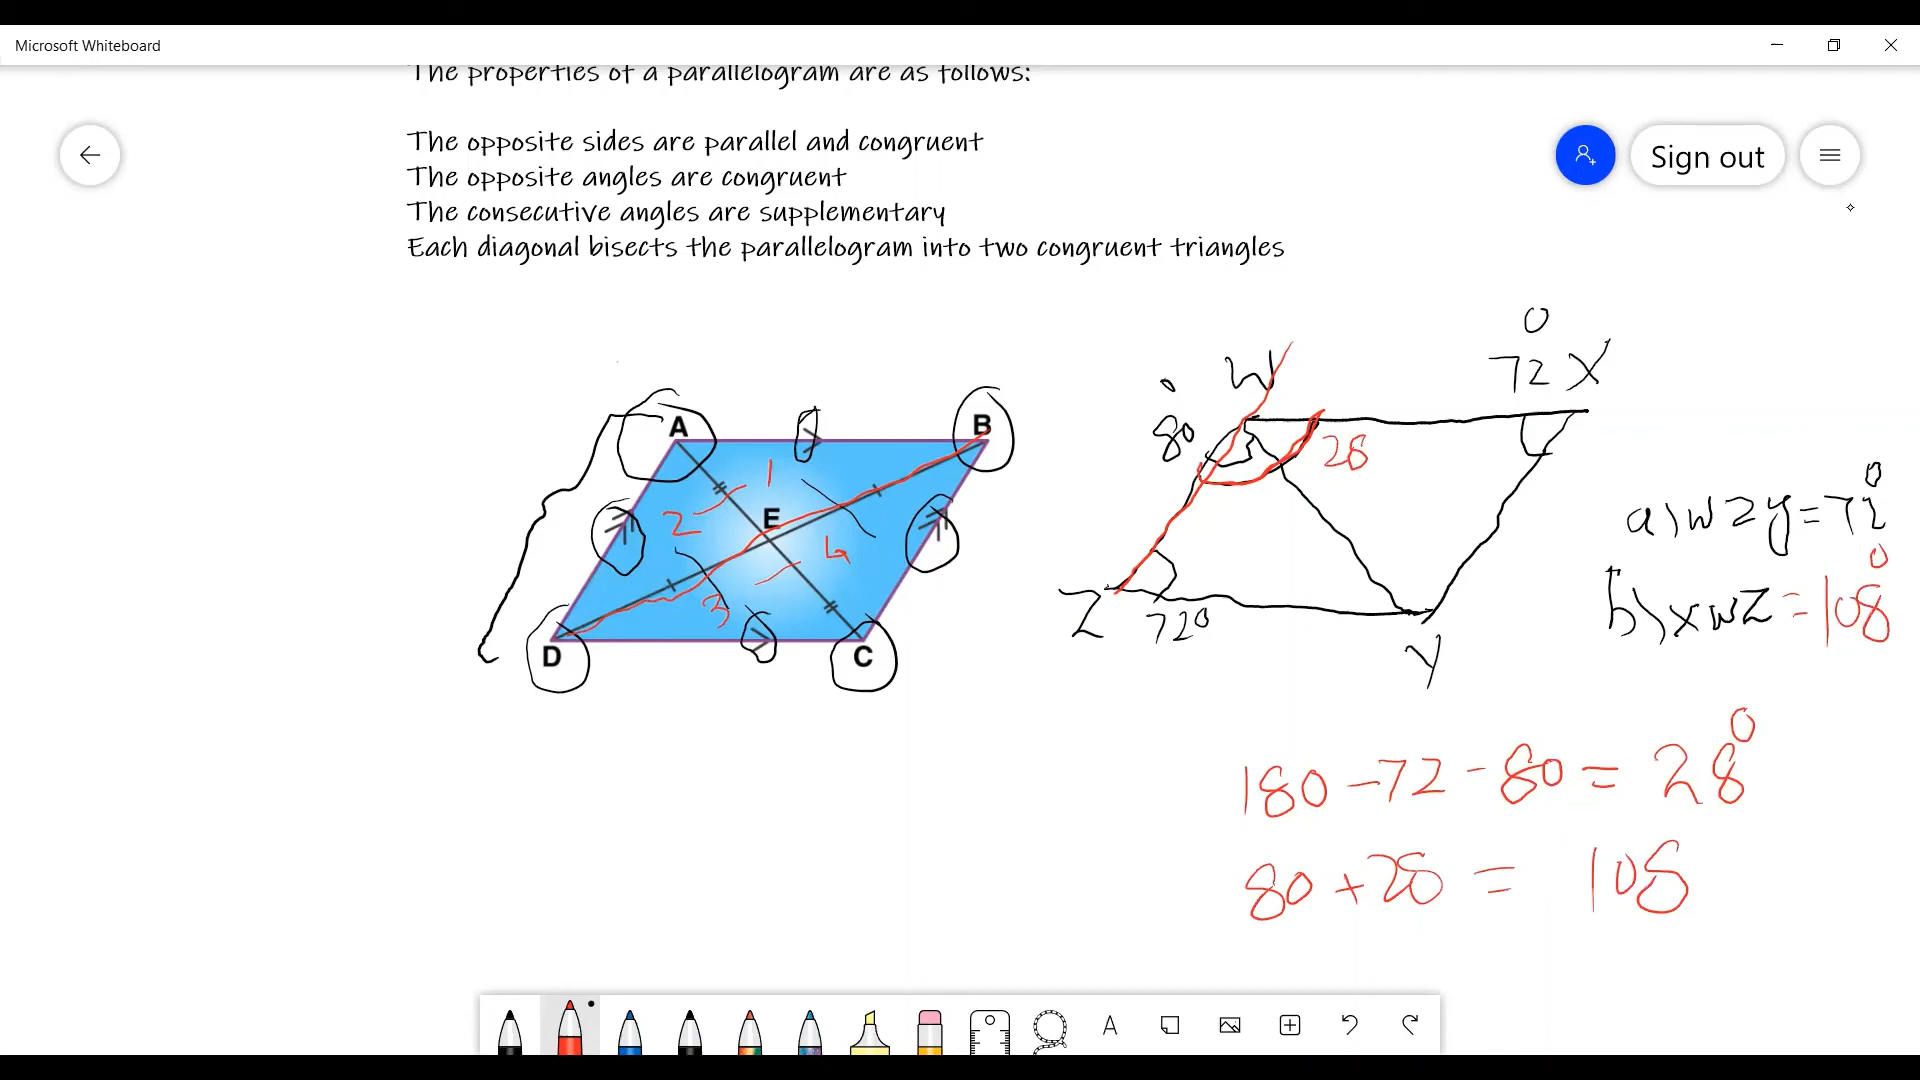 Microsoft Whiteboard
The properties of a parallelogram are as follows:
Sign out
The opposite sides are parallel and congruent
The opposite angles are congruent
The consecutive angles are supplementary
Each diagonal bisects the parallelogram into two congruent triangles
A
B
E
D
C
1
2
3
4
W
80°
28
72° X
Z
72°
Y
a) WZY = 72°
b) XWZ = 108°
180 - 72 - 80 = 28°
80 + 28 = 108
A